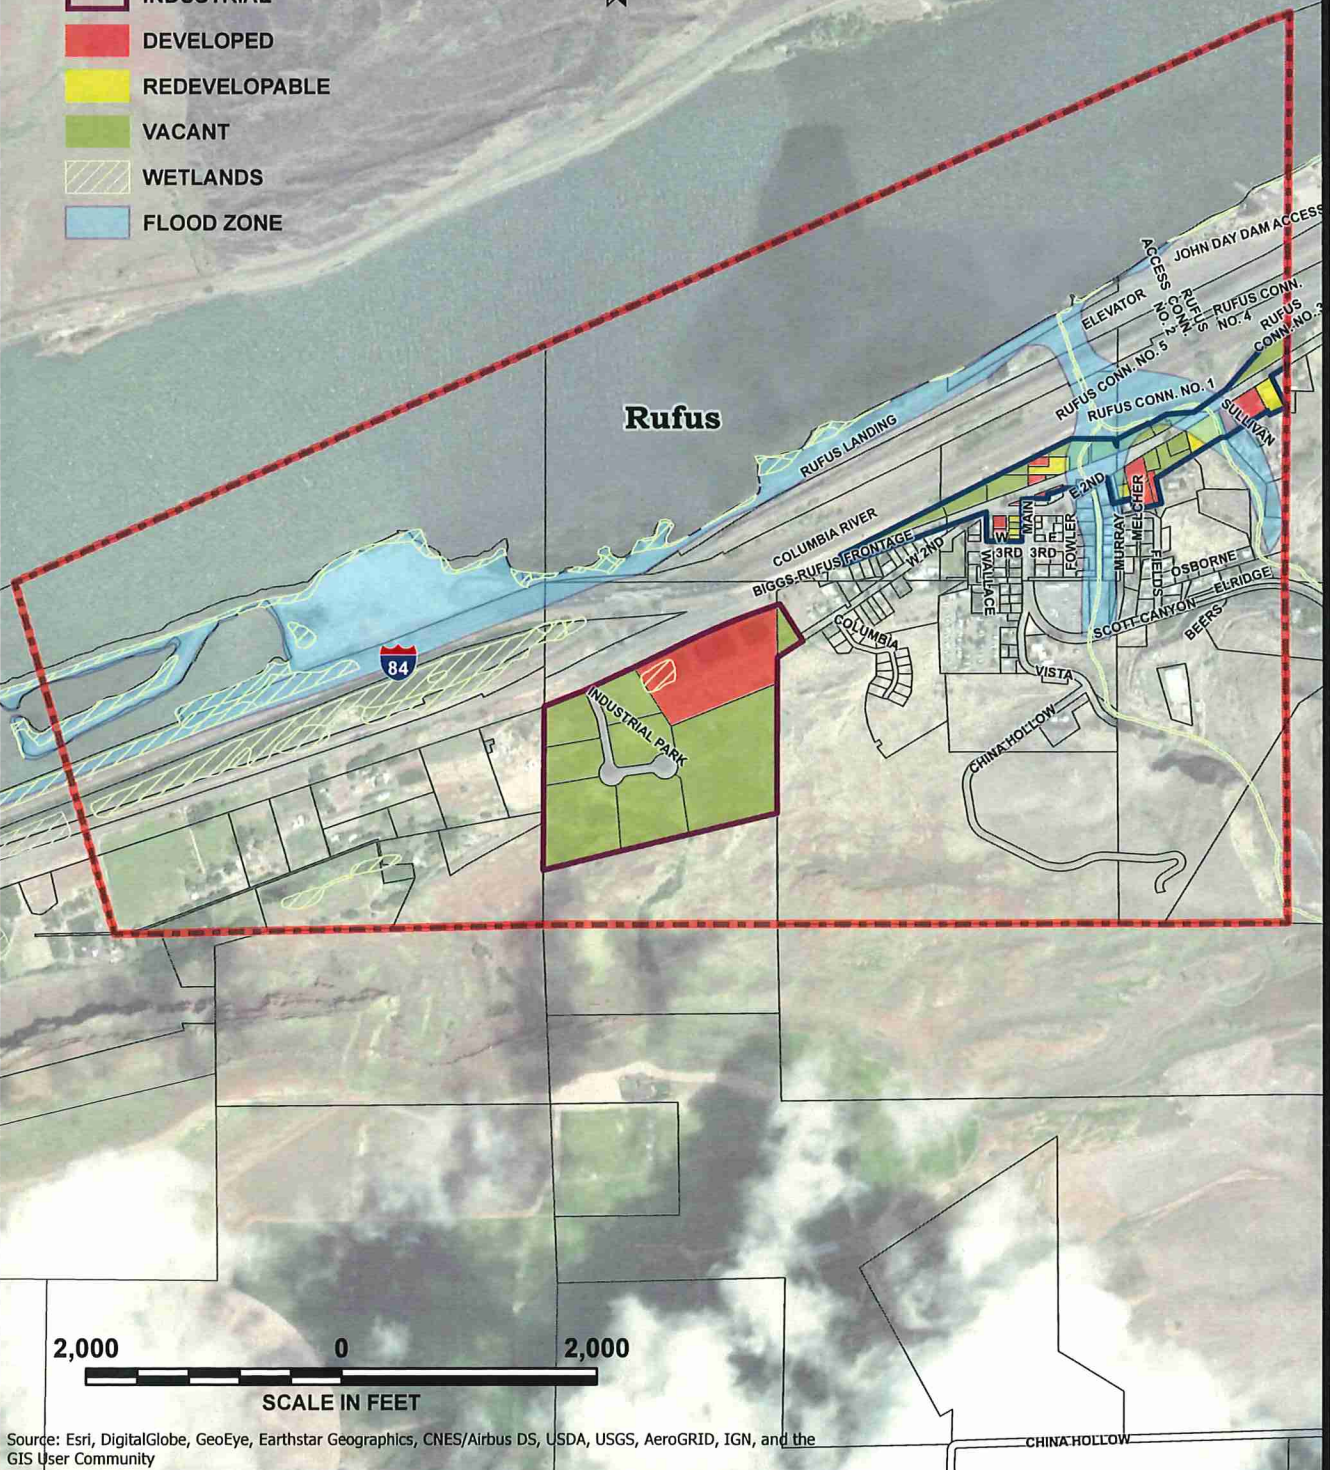 INDUSTRIAL
DEVELOPED
REDEVELOPABLE
VACANT
WETLANDS
FLOOD ZONE
JOHN DAY DAM ACCESS
ACCESS
RUFUS CONN. NO. 2
ELEVATOR
RUFUS CONN. NO. 4
RUFUS CONN. NO. 3
RUFUS CONN. NO. 5
RUFUS CONN. NO. 1
SULLIVAN
Rufus
RUFUS LANDING
E 2ND
MELCHER
MAIN
COLUMBIA RIVER
BIGGS-RUFUS FRONTAGE
W 2ND
W 3RD
E 3RD
FOWLER
MURRAY
FIELDS
OSBORNE
WALLACE
ELRIDGE
SCOTT CANYON
BEERS
COLUMBIA
84
VISTA
INDUSTRIAL PARK
CHINA HOLLOW
2,000 0 2,000
SCALE IN FEET
Source: Esri, DigitalGlobe, GeoEye, Earthstar Geographics, CNES/Airbus DS, USDA, USGS, AeroGRID, IGN, and the
GIS User Community
CHINA HOLLOW